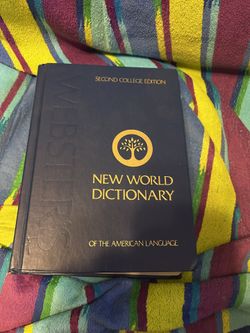 SECOND COLLEGE EDITION
WEBSTER'S
NEW WORLD
DICTIONARY
OF THE AMERICAN LANGUAGE